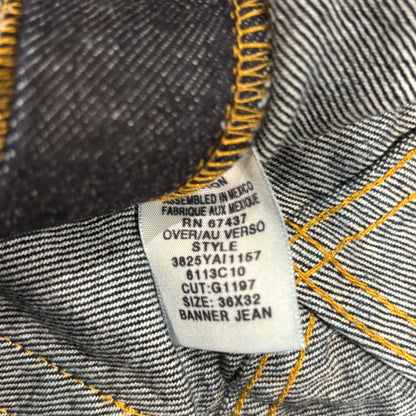 ASSEMBLED IN MEXICO
FABRIQUE AUX MEXIQUE
RN 67437
OVER/AU VERSO
STYLE
3825YAI1157
6113C10
CUT:G1197
SIZE: 36X32
BANNER JEAN